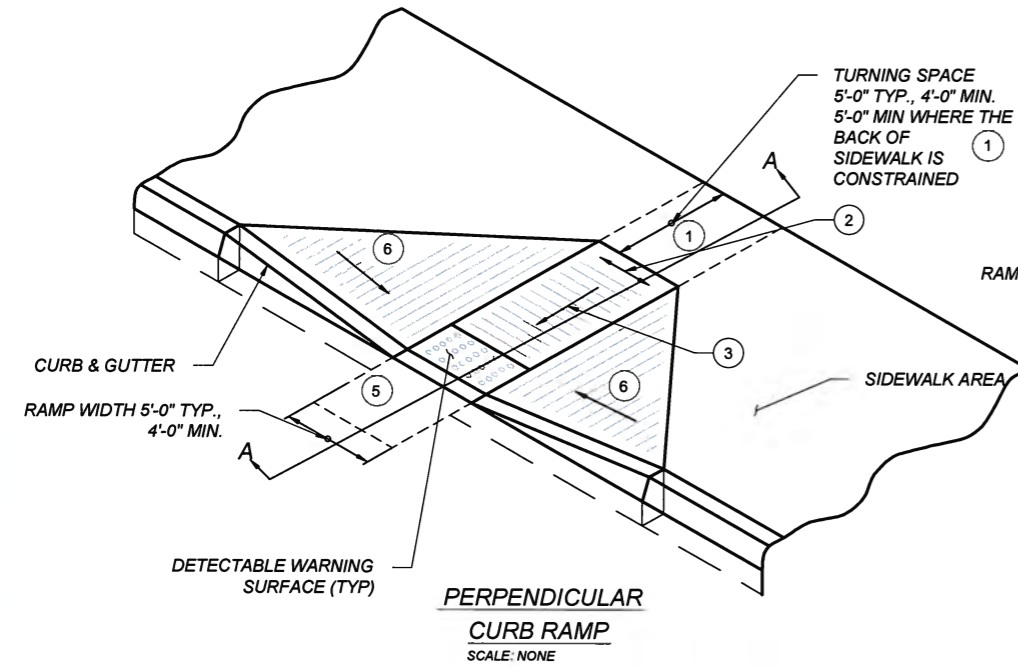 TURNING SPACE
5'-0" TYP., 4'-0" MIN.
5'-0" MIN WHERE THE
BACK OF
SIDEWALK IS
CONSTRAINED
1
A
2
1
6
RAM
3
CURB & GUTTER
5
6
SIDEWALK AREA
RAMP WIDTH 5'-0" TYP.,
4'-0" MIN.
A
DETECTABLE WARNING
SURFACE (TYP)
PERPENDICULAR
CURB RAMP
SCALE: NONE